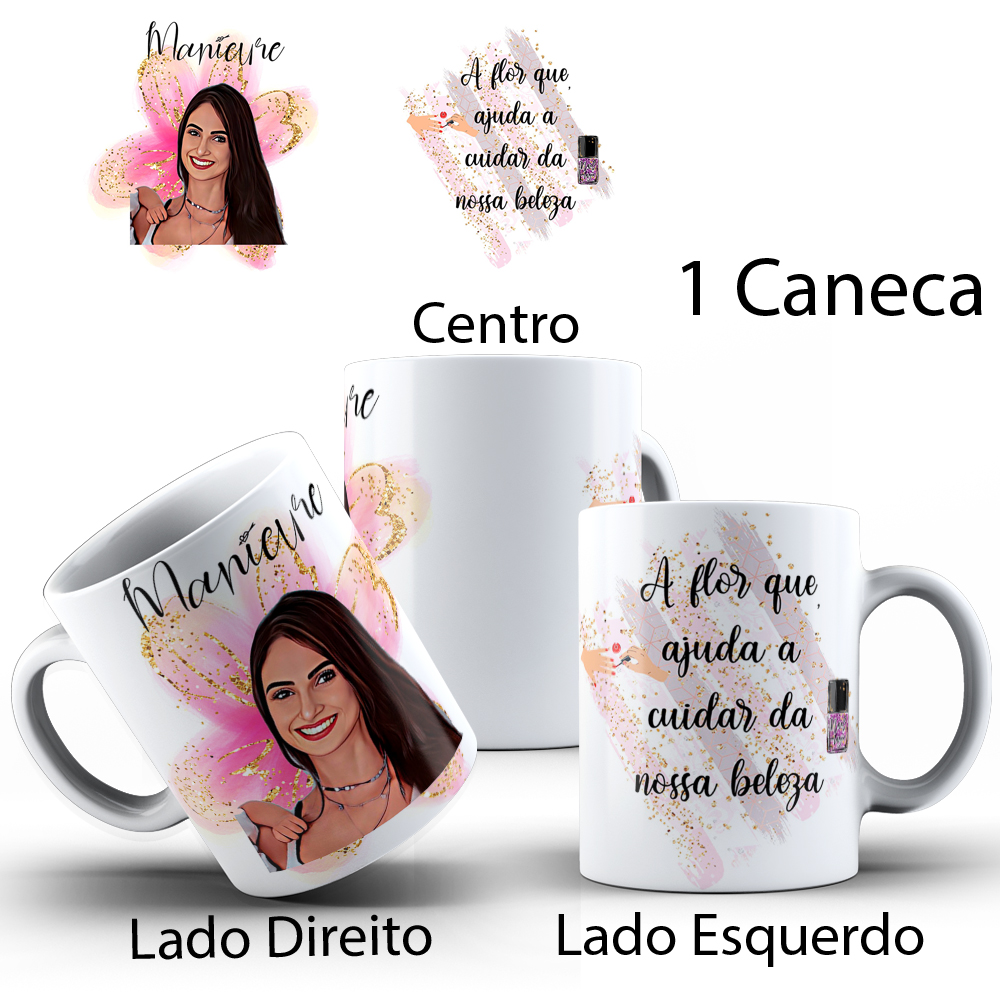 Manicure
A flor que,
ajuda a
cuidar da
nossa beleza
1 Caneca
Centro
re
Manicure
A flor que,
ajuda a
cuidar da
nossa beleza
Lado Direito
Lado Esquerdo